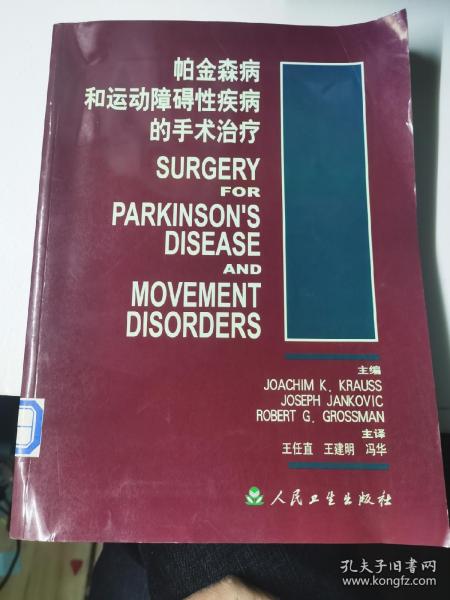 帕金森病
和运动障碍性疾病
的手术治疗
SURGERY
FOR
PARKINSON'S
DISEASE
AND
MOVEMENT
DISORDERS
主编
JOACHIM K. KRAUSS
JOSEPH JANKOVIC
ROBERT G. GROSSMAN
主译
王任直 王建明 冯华
人民卫生出版社
孔夫子旧书网
www.kongfz.com